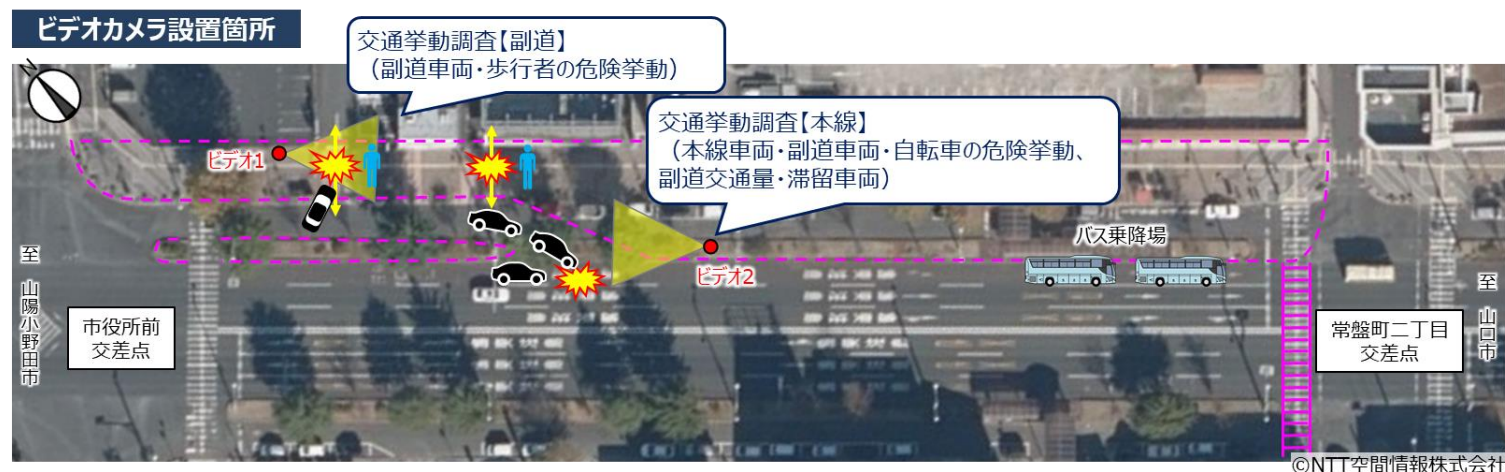 ビデオカメラ設置箇所
N
交通挙動調査【副道】
（副道車両・歩行者の危険挙動）
交通挙動調査【本線】
（本線車両・副道車両・自転車の危険挙動、
副道交通量・滞留車両）
ビデオ1
ビデオ2
バス乗降場
至 山陽小野田市
市役所前
交差点
常盤町二丁目
交差点
至 山口市
©NTT空間情報株式会社